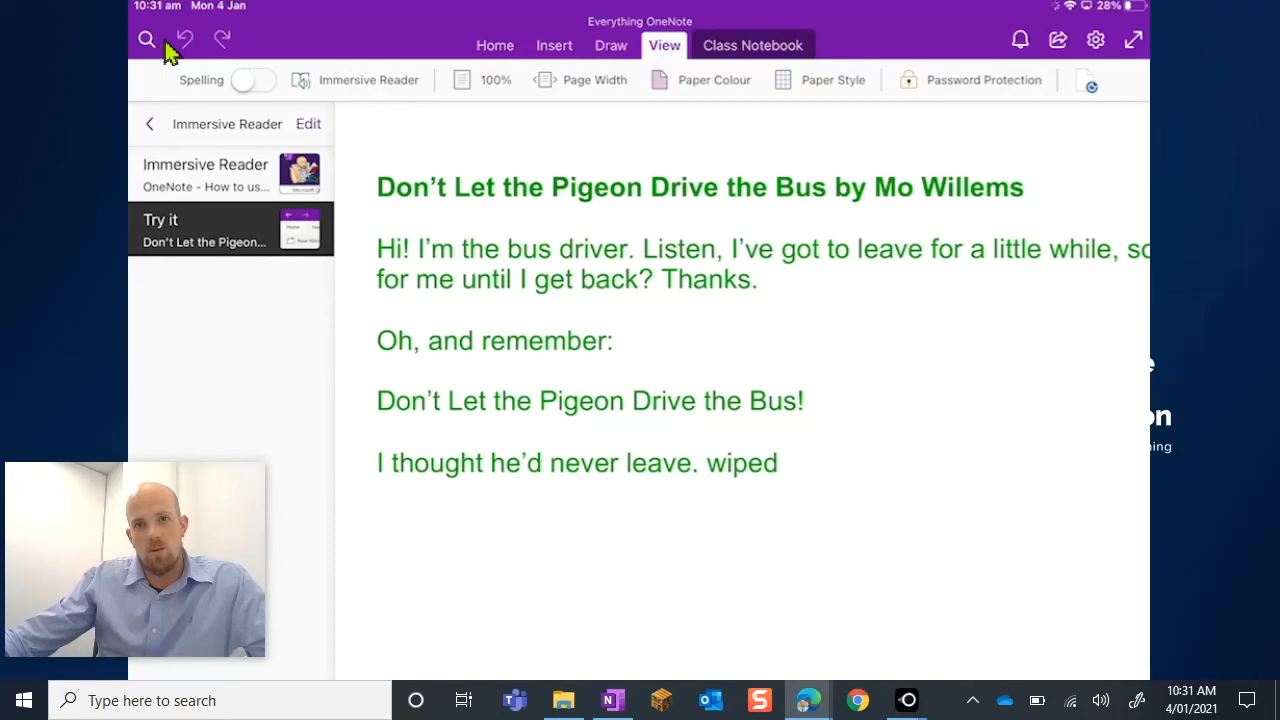 10:31 am Mon 4 Jan
28%
Everything OneNote
Home Insert Draw View Class Notebook
Spelling Immersive Reader 100% Page Width Paper Colour Paper Style Password Protection
Immersive Reader Edit
Immersive Reader
OneNote - How to us...
Try it
Don't Let the Pigeon...
Don't Let the Pigeon Drive the Bus by Mo Willems
Hi! I'm the bus driver. Listen, I've got to leave for a little while, so
for me until I get back? Thanks.
Oh, and remember:
Don't Let the Pigeon Drive the Bus!
I thought he'd never leave. wiped
Type here to search
10:31 AM
4/01/2021